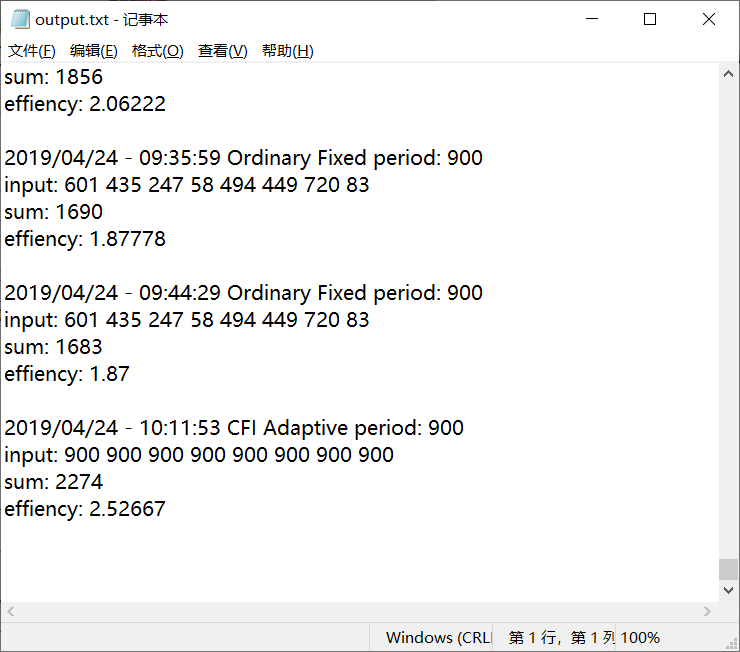 output.txt - 记事本
文件(F) 编辑(E) 格式(O) 查看(V) 帮助(H)
sum: 1856
effiency: 2.06222
2019/04/24 - 09:35:59 Ordinary Fixed period: 900
input: 601 435 247 58 494 449 720 83
sum: 1690
effiency: 1.87778
2019/04/24 - 09:44:29 Ordinary Fixed period: 900
input: 601 435 247 58 494 449 720 83
sum: 1683
effiency: 1.87
2019/04/24 - 10:11:53 CFI Adaptive period: 900
input: 900 900 900 900 900 900 900 900
sum: 2274
effiency: 2.52667
Windows (CRL 第 1 行，第 1 列 100%